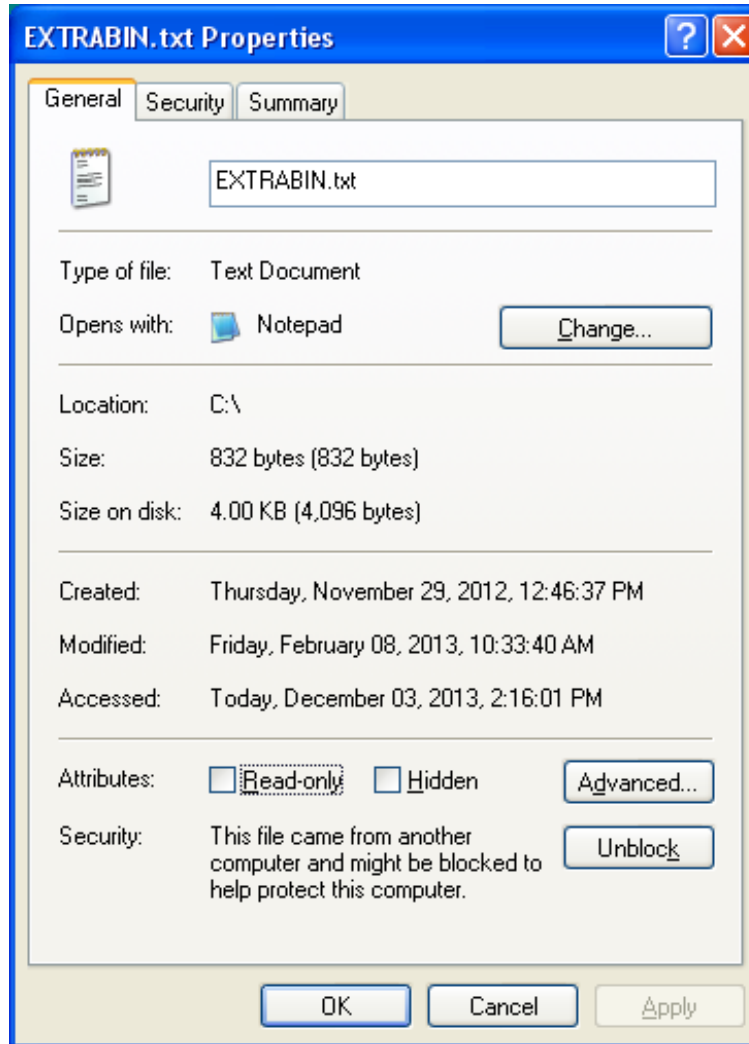 EXTRABIN.txt Properties
General Security Summary
EXTRABIN.txt
Type of file: Text Document
Opens with: Notepad Change...
Location: C:\
Size: 832 bytes (832 bytes)
Size on disk: 4.00 KB (4,096 bytes)
Created: Thursday, November 29, 2012, 12:46:37 PM
Modified: Friday, February 08, 2013, 10:33:40 AM
Accessed: Today, December 03, 2013, 2:16:01 PM
Attributes: Read-only Hidden Advanced...
Security: This file came from another
computer and might be blocked to
help protect this computer.
Unblock
OK Cancel Apply